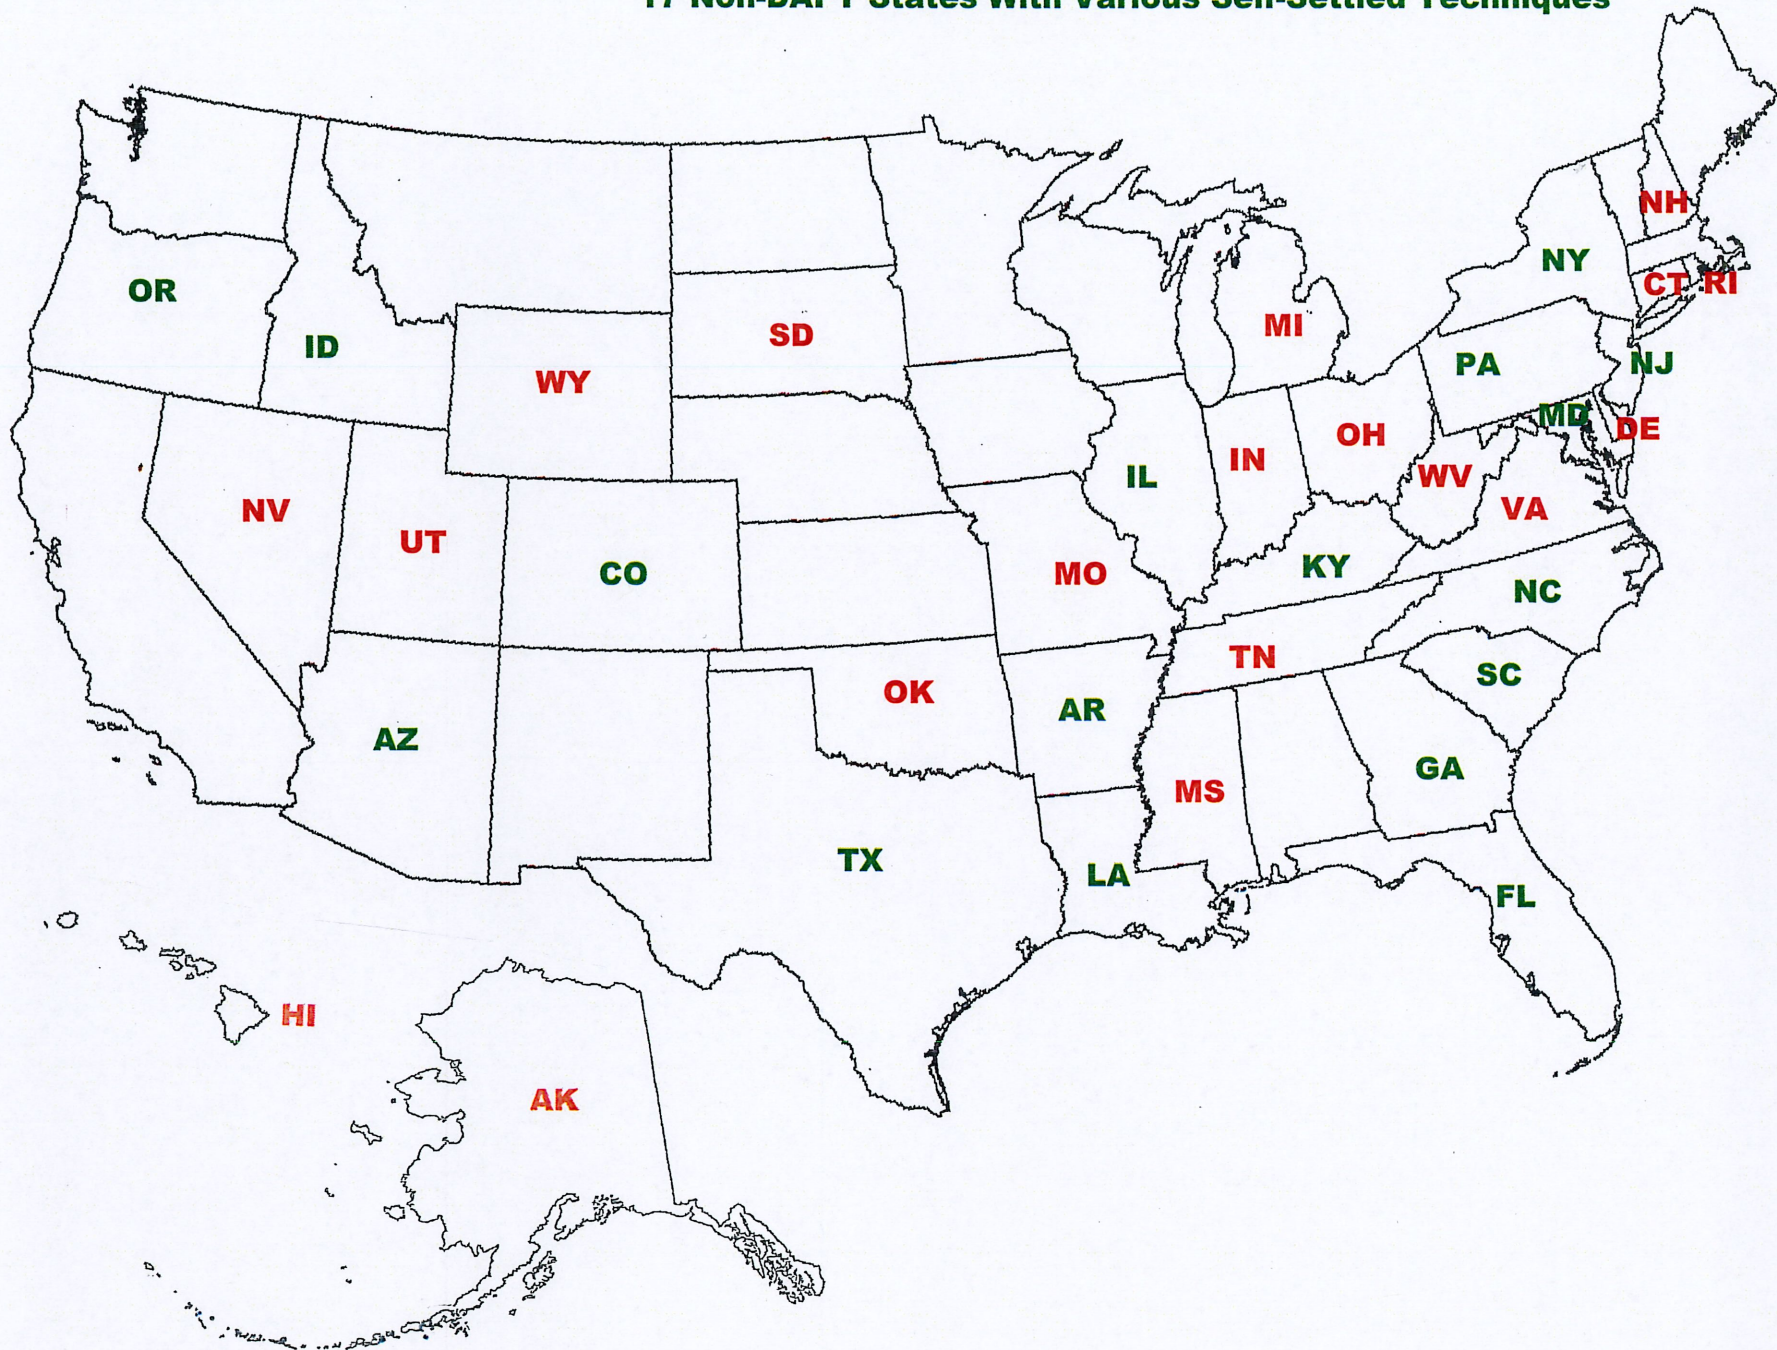 17 Non-DAPT States With Various Self-Settled Techniques
NH
NY
CT RI
OR
MI
SD
ID
PA
NJ
WY
MD
DE
OH
IN
WV
IL
NV
VA
UT
CO
MO
KY
NC
TN
SC
OK
AR
AZ
GA
MS
TX
LA
FL
HI
AK